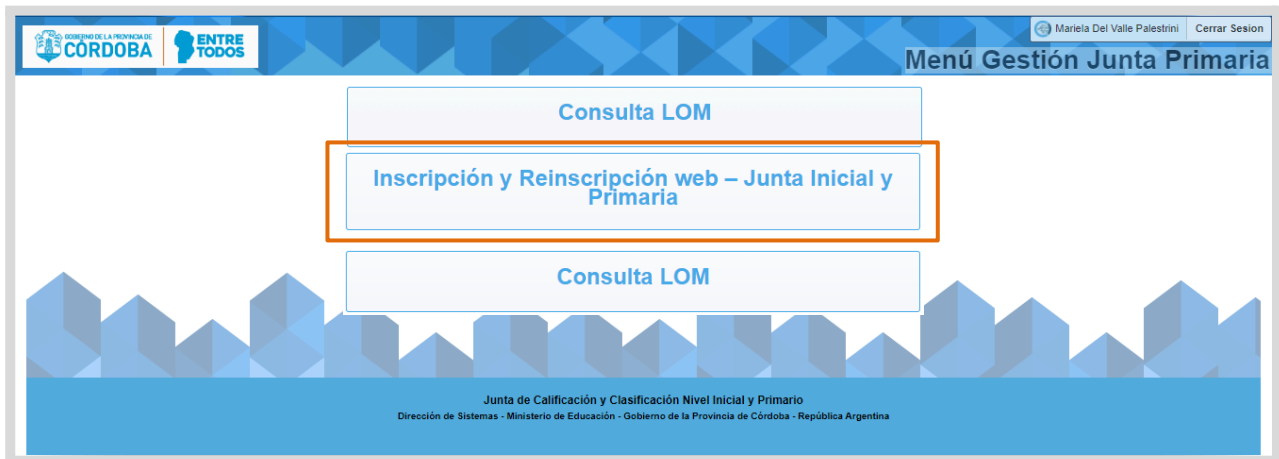 GOBIERNO DE LA PROVINCIA DE
CÓRDOBA
ENTRE
TODOS
Mariela Del Valle Palestrini
Cerrar Sesion
Menú Gestión Junta Primaria
Consulta LOM
Inscripción y Reinscripción web – Junta Inicial y
Primaria
Consulta LOM
Junta de Calificación y Clasificación Nivel Inicial y Primario
Dirección de Sistemas - Ministerio de Educación - Gobierno de la Provincia de Córdoba - República Argentina